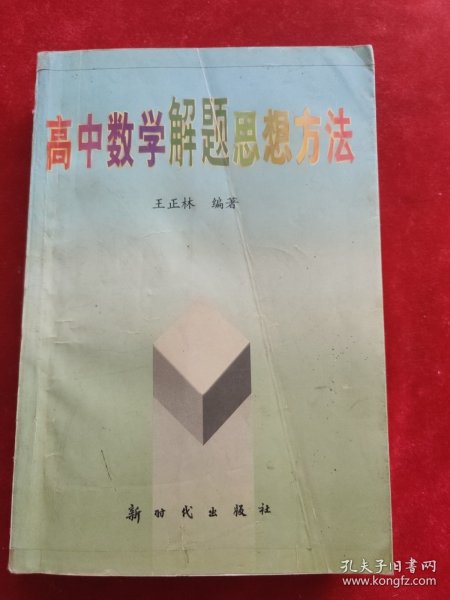 高中数学解题思想方法
王正林 编著
新时代出版社
孔夫子旧书网
www.kongfz.com